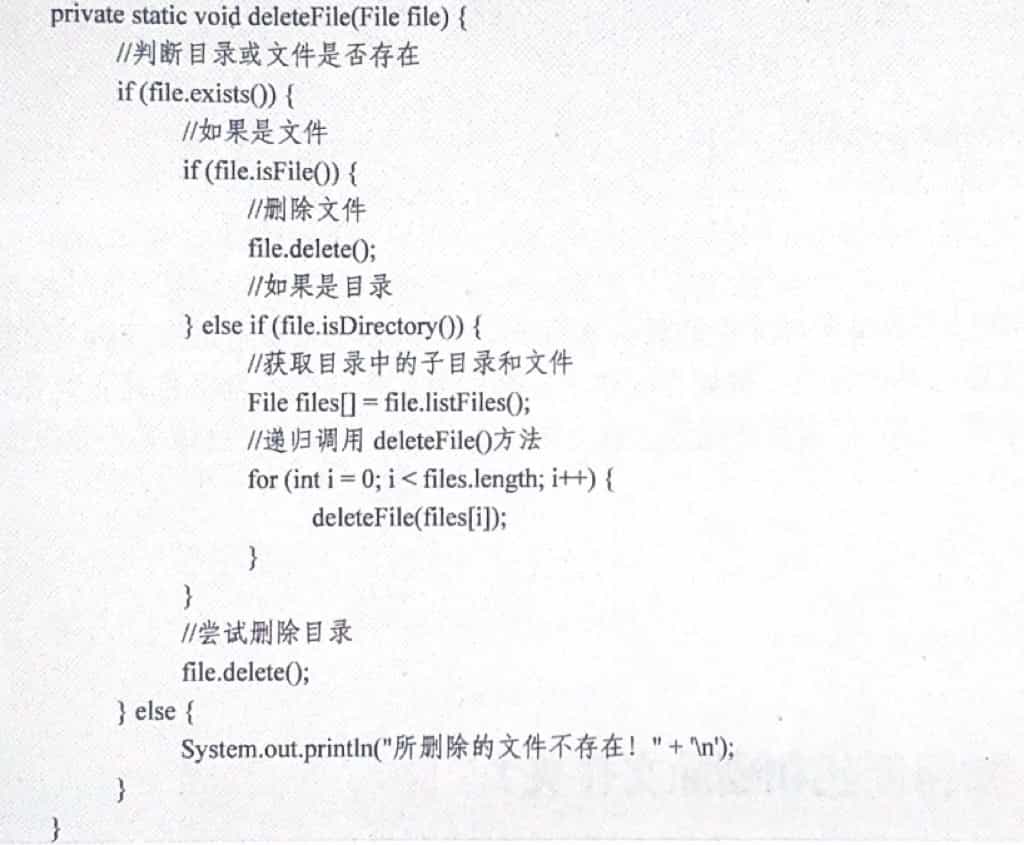 private static void deleteFile(File file) {
//判断目录或文件是否存在
if (file.exists()) {
//如果是文件
if (file.isFile()) {
//删除文件
file.delete();
//如果是目录
} else if (file.isDirectory()) {
//获取目录中的子目录和文件
File files[] = file.listFiles();
//递归调用 deleteFile()方法
for (int i = 0; i < files.length; i++) {
deleteFile(files[i]);
}
}
//尝试删除目录
file.delete();
} else {
System.out.println("所删除的文件不存在！" + '\n');
}
}